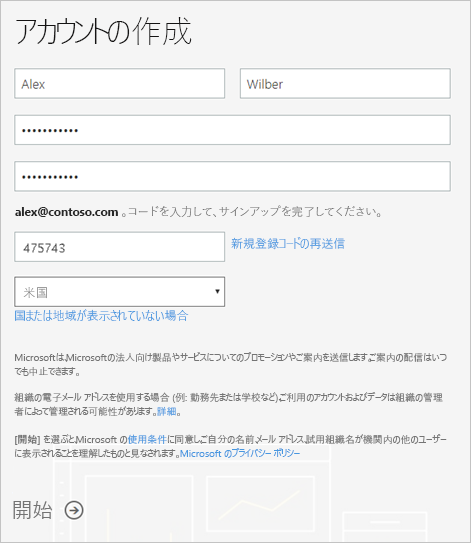 アカウントの作成
Alex Wilber
•••••••••••
•••••••••••
alex@contoso.com 。コードを入力して、サインアップを完了してください。
475743 新規登録コードの再送信
米国
国または地域が表示されていない場合
Microsoftは、Microsoftの法人向け製品やサービスについてのプロモーションやご案内を送信します。ご案内の配信はいつ
でも中止できます。
組織の電子メール アドレスを使用する場合 (例: 勤務先または学校など)、ご利用のアカウントおよびデータは組織の管理
者によって管理される可能性があります。詳細。
[開始] を選ぶと、Microsoft の使用条件に同意し、ご自分の名前、メール アドレス、試用組織名が機関内の他のユーザー
に表示されることを理解したものと見なされます。Microsoft のプライバシー ポリシー
開始